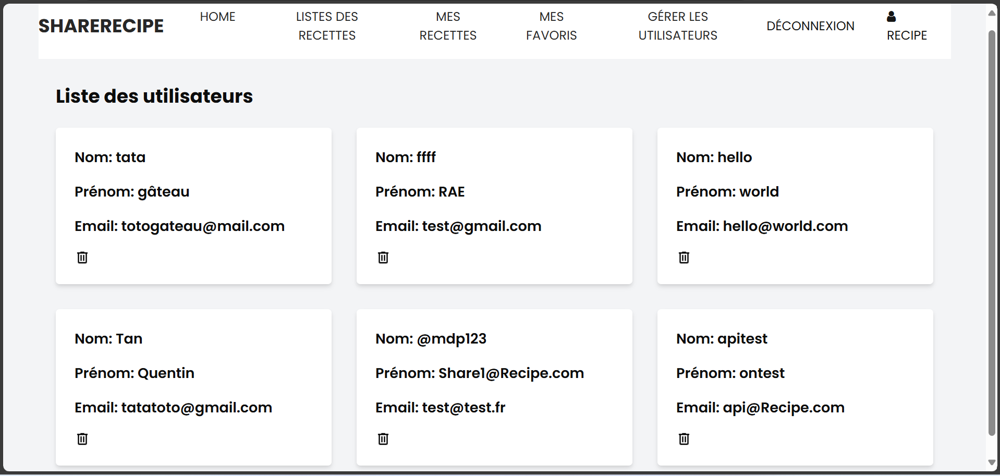 SHARERECIPE
HOME
LISTES DES
RECETTES
MES
RECETTES
MES
FAVORIS
GÉRER LES
UTILISATEURS
DÉCONNEXION
RECIPE
Liste des utilisateurs
Nom: tata
Prénom: gâteau
Email: totogateau@mail.com
Nom: ffff
Prénom: RAE
Email: test@gmail.com
Nom: hello
Prénom: world
Email: hello@world.com
Nom: Tan
Prénom: Quentin
Email: tatatoto@gmail.com
Nom: @mdp123
Prénom: Share1@Recipe.com
Email: test@test.fr
Nom: apitest
Prénom: ontest
Email: api@Recipe.com